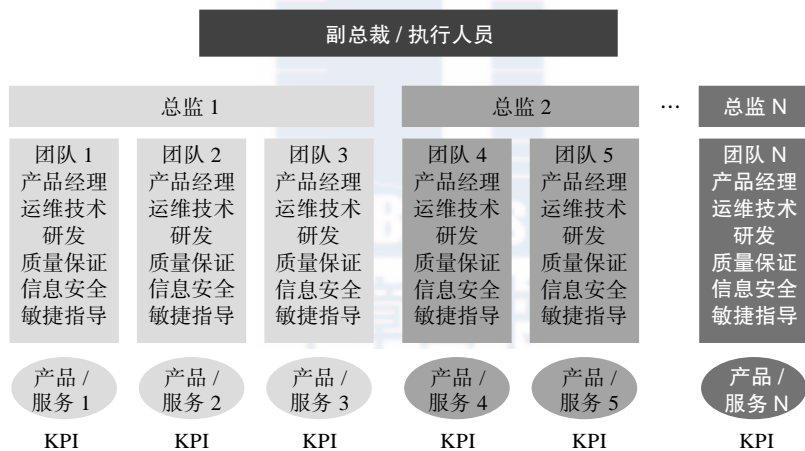 副总裁 / 执行人员
总监 1
总监 2
…
总监 N
团队 1
产品经理
运维技术
研发
质量保证
信息安全
敏捷指导
团队 2
产品经理
运维技术
研发
质量保证
信息安全
敏捷指导
团队 3
产品经理
运维技术
研发
质量保证
信息安全
敏捷指导
团队 4
产品经理
运维技术
研发
质量保证
信息安全
敏捷指导
团队 5
产品经理
运维技术
研发
质量保证
信息安全
敏捷指导
团队 N
产品经理
运维技术
研发
质量保证
信息安全
敏捷指导
产品 /
服务 1
产品 /
服务 2
产品 /
服务 3
产品 /
服务 4
产品 /
服务 5
产品 /
服务 N
KPI
KPI
KPI
KPI
KPI
KPI